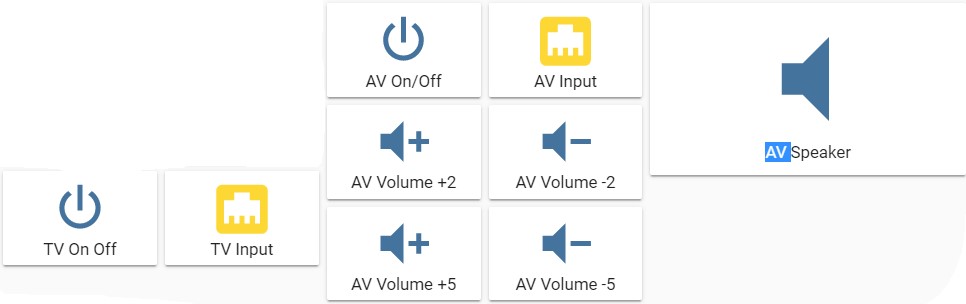 AV On/Off
AV Input
AV Speaker
AV Volume +2
AV Volume -2
TV On Off
TV Input
AV Volume +5
AV Volume -5